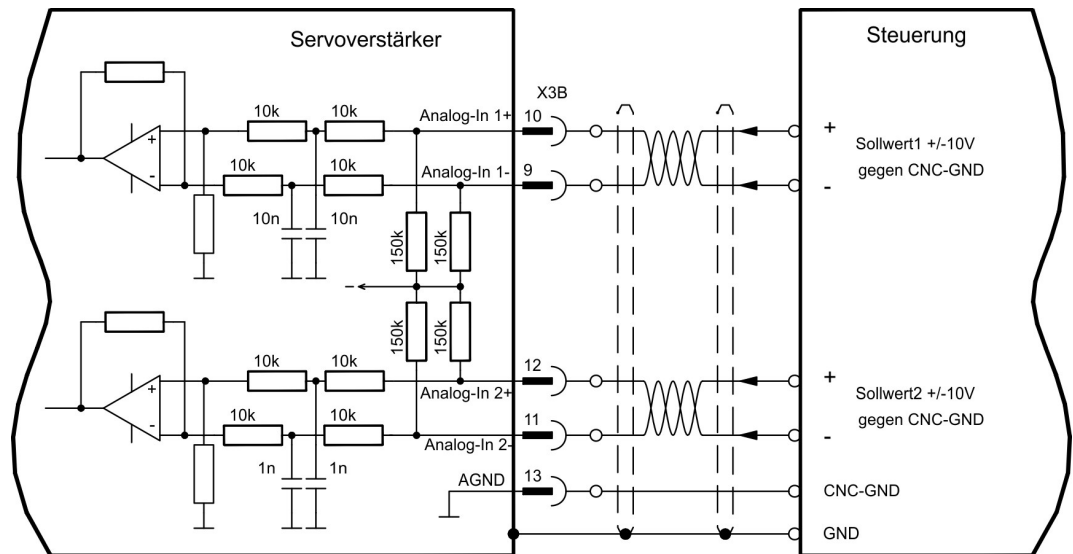 Servoverstärker
Steuerung
10k
10k
Analog-In 1+
X3B
10
+
+
Sollwert1 +/-10V
gegen CNC-GND
-
10k
10k
Analog-In 1-
9
-
10n
10n
150k
150k
150k
150k
10k
10k
Analog-In 2+
12
+
+
Sollwert2 +/-10V
gegen CNC-GND
-
10k
10k
Analog-In 2-
11
-
1n
1n
AGND
13
CNC-GND
GND